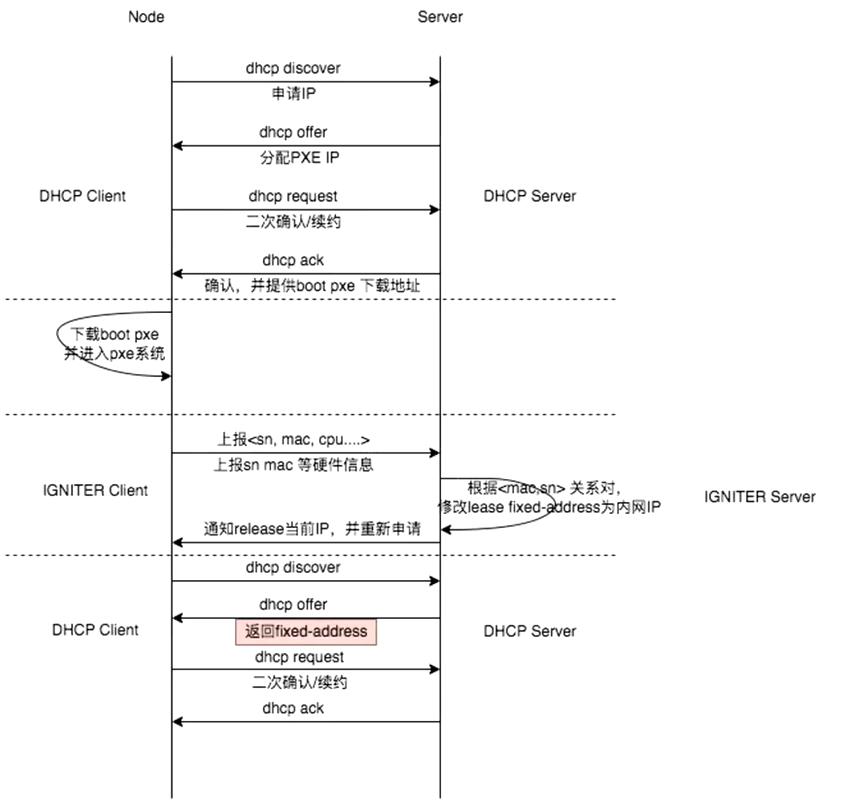 Node
Server
dhcp discover
申请IP
dhcp offer
分配PXE IP
DHCP Client
dhcp request
DHCP Server
二次确认/续约
dhcp ack
确认，并提供boot pxe 下载地址
下载boot pxe
并进入pxe系统
上报<sn, mac, cpu....>
上报sn mac 等硬件信息
IGNITER Client
根据<mac,sn> 关系对，
修改lease fixed-address为内网IP
IGNITER Server
通知release当前IP，并重新申请
dhcp discover
dhcp offer
DHCP Client
返回fixed-address
DHCP Server
dhcp request
二次确认/续约
dhcp ack